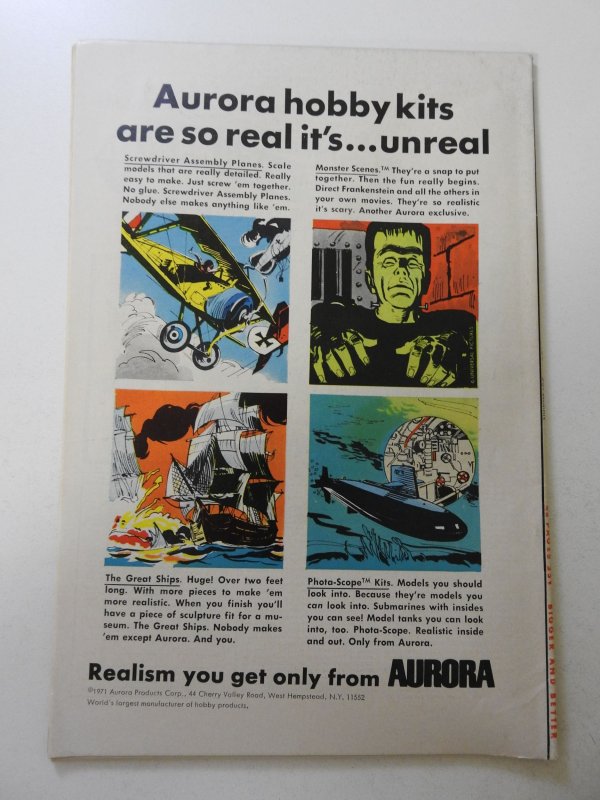 Aurora hobby kits
are so real it's...unreal
Screwdriver Assembly Planes. Scale
models that are really detailed. Really
easy to make. Just screw 'em together.
No glue. Screwdriver Assembly Planes.
Nobody else makes anything like 'em.
Monster Scenes.™ They're a snap to put
together. Then the fun really begins.
Direct Frankenstein and all the others in
your own movies. They're so realistic
it's scary. Another Aurora exclusive.
©UNIVERSAL PICTURES
The Great Ships. Huge! Over two feet
long. With more pieces to make 'em
more realistic. When you finish you'll
have a piece of sculpture fit for a mu-
seum. The Great Ships. Nobody makes
'em except Aurora. And you.
Phota-Scope™ Kits. Models you should
look into. Because they're models you
can look into. Submarines with insides
you can see! Model tanks you can look
into, too. Phota-Scope. Realistic inside
and out. Only from Aurora.
Realism you get only from AURORA
©1971 Aurora Products Corp., 44 Cherry Valley Road, West Hempstead, N.Y. 11552
World's largest manufacturer of hobby products.
BIGGER AND BETTER